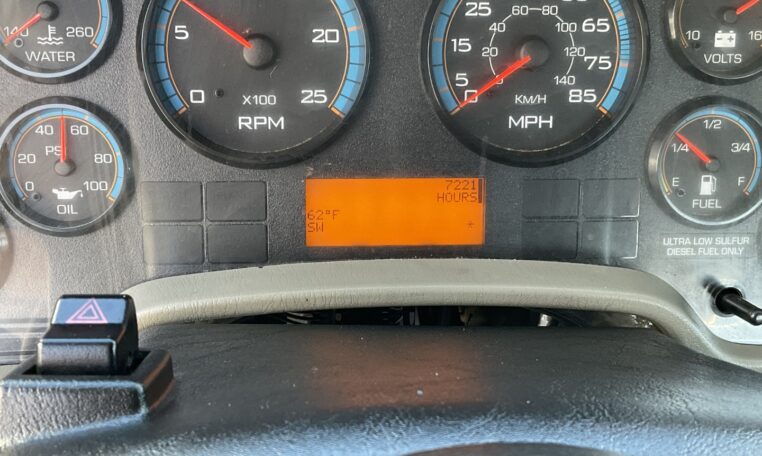 140 260
WATER
5 20
0 25
X100
RPM
25
15
5
0
85
75
85
60 80
40 100
20 120
0 140
KM/H
MPH
10 16
VOLTS
40 60
PSI
20 80
0 100
OIL
7221
HOURS
62°F
SW *
1/2
1/4 3/4
E F
FUEL
ULTRA LOW SULFUR
DIESEL FUEL ONLY